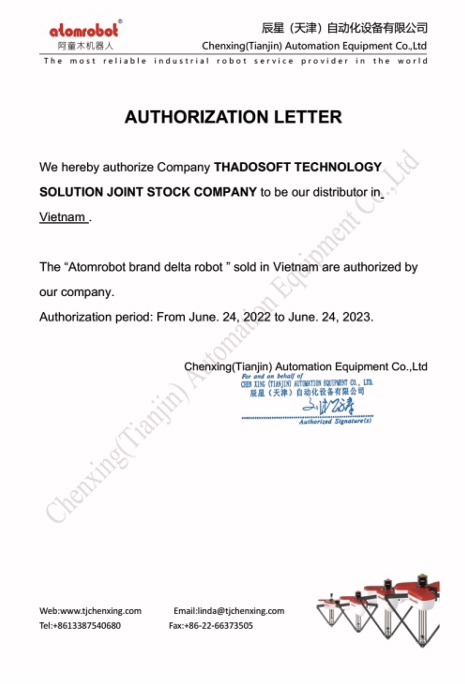 atomrobot®
阿童木机器人
辰星（天津）自动化设备有限公司
Chenxing(Tianjin) Automation Equipment Co.,Ltd
The most reliable industrial robot service provider in the world
AUTHORIZATION LETTER
We hereby authorize Company THADOSOFT TECHNOLOGY
SOLUTION JOINT STOCK COMPANY to be our distributor in
Vietnam .
The “Atomrobot brand delta robot ” sold in Vietnam are authorized by
our company.
Authorization period: From June. 24, 2022 to June. 24, 2023.
Chenxing(Tianjin) Automation Equipment Co.,Ltd
For and on behalf of
CHEN XING (TIANJIN) AUTOMATION EQUIPMENT CO., LTD.
辰星（天津）自动化设备有限公司
Authorized Signature(s)
Chenxing(Tianjin) Automation Equipment Co.,Ltd
Web:www.tjchenxing.com Email:linda@tjchenxing.com
Tel:+8613387540680 Fax:+86-22-66373505